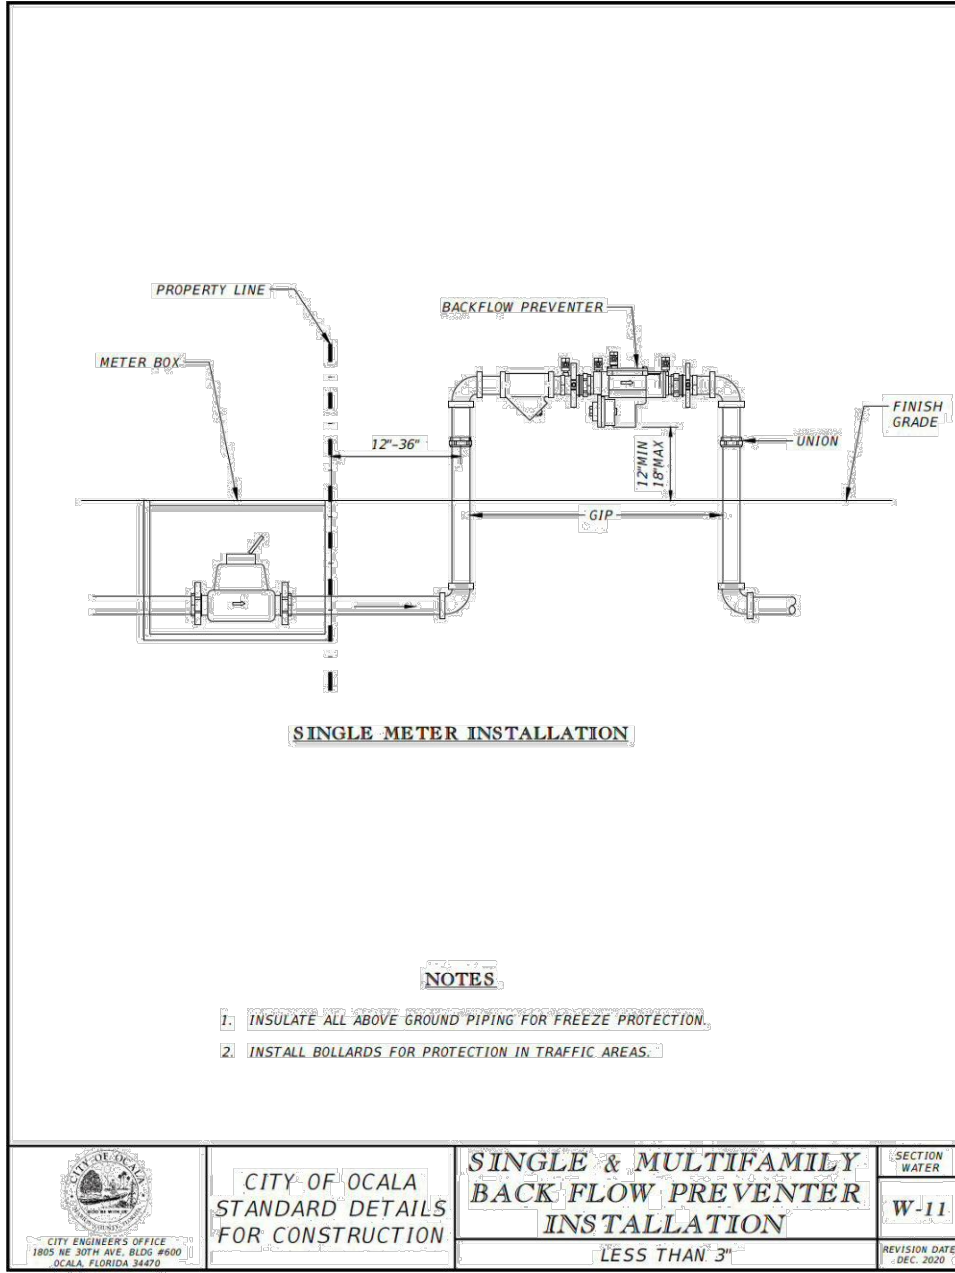 PROPERTY LINE
BACKFLOW PREVENTER
METER BOX
FINISH
GRADE
12"-36"
UNION
12"MIN
18"MAX
GIP
SINGLE METER INSTALLATION
NOTES
1. INSULATE ALL ABOVE GROUND PIPING FOR FREEZE PROTECTION.
2. INSTALL BOLLARDS FOR PROTECTION IN TRAFFIC AREAS.
CITY OF OCALA
CITY ENGINEERS OFFICE
1805 NE 30TH AVE, BLDG #600
OCALA, FLORIDA 34470
CITY OF OCALA
STANDARD DETAILS
FOR CONSTRUCTION
SINGLE & MULTIFAMILY
BACK FLOW PREVENTER
INSTALLATION
LESS THAN 3"
SECTION
WATER
W-11
REVISION DATE
DEC. 2020